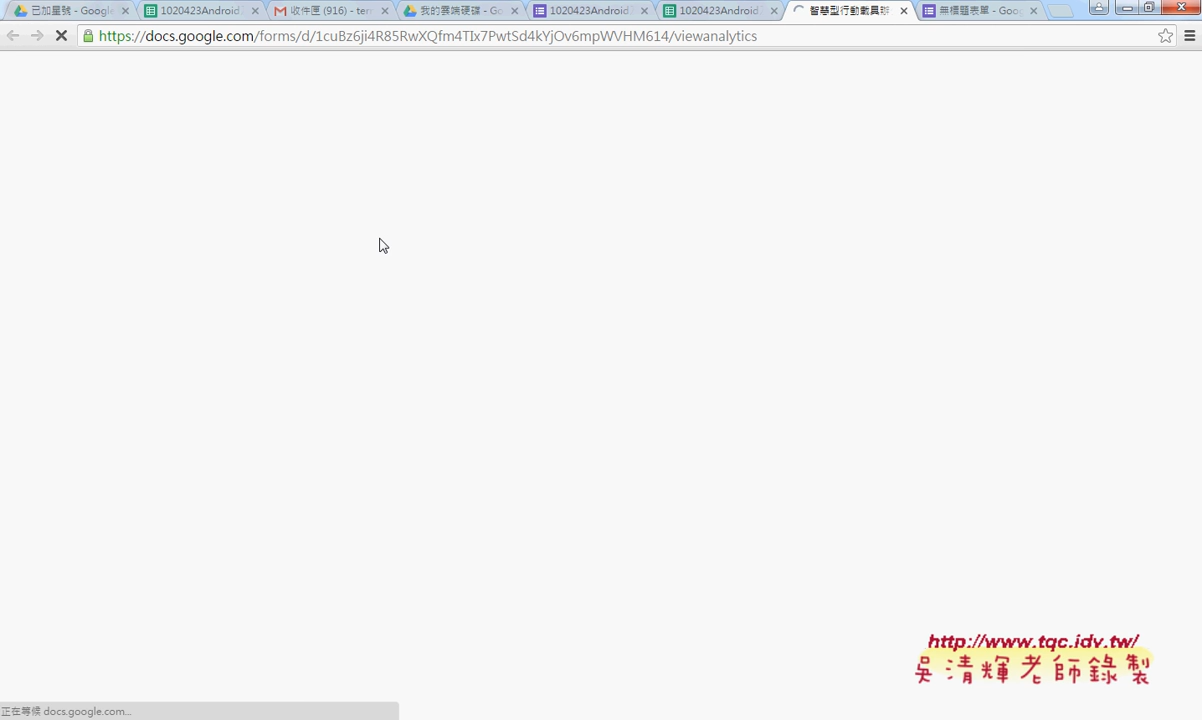 已加星號 - Google
1020423Android
收件匣 (916) - ter
我的雲端硬碟 - Go
1020423Android
1020423Android
智慧型行動載具辦
無標題表單 - Goog
https://docs.google.com/forms/d/1cuBz6ji4R85RwXQfm4TIx7PwtSd4kYjOv6mpWVHM614/viewanalytics
http://www.tqc.idv.tw/
吳清輝老師錄製
正在等候 docs.google.com...